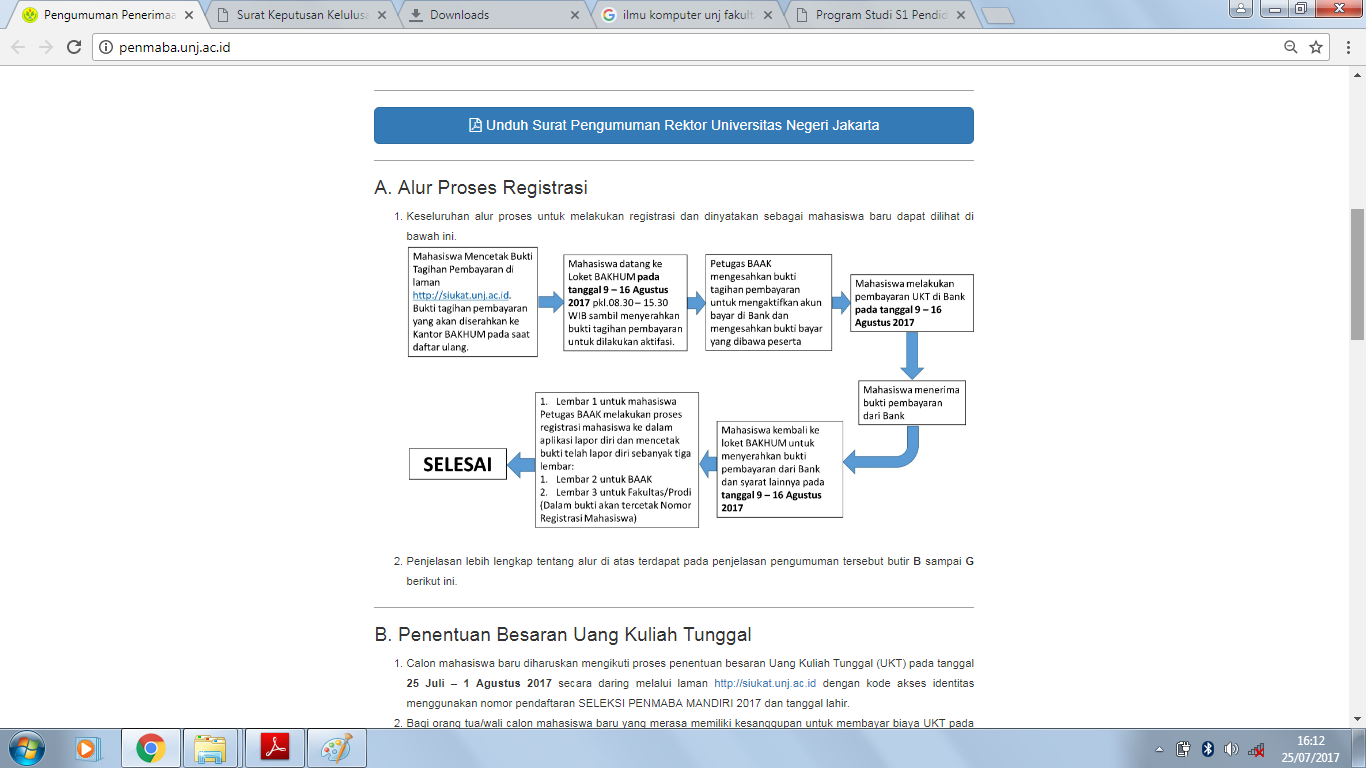 Pengumuman Penerimaa
Surat Keputusan Kelulusa
Downloads
ilmu komputer unj fakult
Program Studi S1 Pendid
penmaba.unj.ac.id
Unduh Surat Pengumuman Rektor Universitas Negeri Jakarta
A. Alur Proses Registrasi
1. Keseluruhan alur proses untuk melakukan registrasi dan dinyatakan sebagai mahasiswa baru dapat dilihat di
bawah ini.
Mahasiswa Mencetak Bukti
Tagihan Pembayaran di
laman
http://siukat.unj.ac.id.
Bukti tagihan pembayaran
yang akan diserahkan ke
Kantor BAKHUM pada saat
daftar ulang.
Mahasiswa datang ke
Loket BAKHUM pada
tanggal 9 – 16 Agustus
2017 pkl.08.30 – 15.30
WIB sambil menyerahkan
bukti tagihan pembayaran
untuk dilakukan aktifasi.
Petugas BAAK
mengesahkan bukti
tagihan pembayaran
untuk mengaktifkan akun
bayar di Bank dan
mengesahkan bukti bayar
yang dibawa peserta
Mahasiswa melakukan
pembayaran UKT di Bank
pada tanggal 9 – 16
Agustus 2017
Mahasiswa menerima
bukti pembayaran
dari Bank
Mahasiswa kembali ke
loket BAKHUM untuk
menyerahkan bukti
pembayaran dari Bank
dan syarat lainnya pada
tanggal 9 – 16 Agustus
2017
1. Lembar 1 untuk mahasiswa
Petugas BAAK melakukan proses
registrasi mahasiswa ke dalam
aplikasi lapor diri dan mencetak
bukti telah lapor diri sebanyak tiga
lembar:
1. Lembar 2 untuk BAAK
2. Lembar 3 untuk Fakultas/Prodi
(Dalam bukti akan tercetak Nomor
Registrasi Mahasiswa)
SELESAI
2. Penjelasan lebih lengkap tentang alur di atas terdapat pada penjelasan pengumuman tersebut butir B sampai G
berikut ini.
B. Penentuan Besaran Uang Kuliah Tunggal
1. Calon mahasiswa baru diharuskan mengikuti proses penentuan besaran Uang Kuliah Tunggal (UKT) pada tanggal
25 Juli – 1 Agustus 2017 secara daring melalui laman http://siukat.unj.ac.id dengan kode akses identitas
menggunakan nomor pendaftaran SELEKSI PENMABA MANDIRI 2017 dan tanggal lahir.
2. Bagi orang tua/wali calon mahasiswa baru yang merasa memiliki kesanggupan untuk membayar biaya UKT pada
16:12
25/07/2017